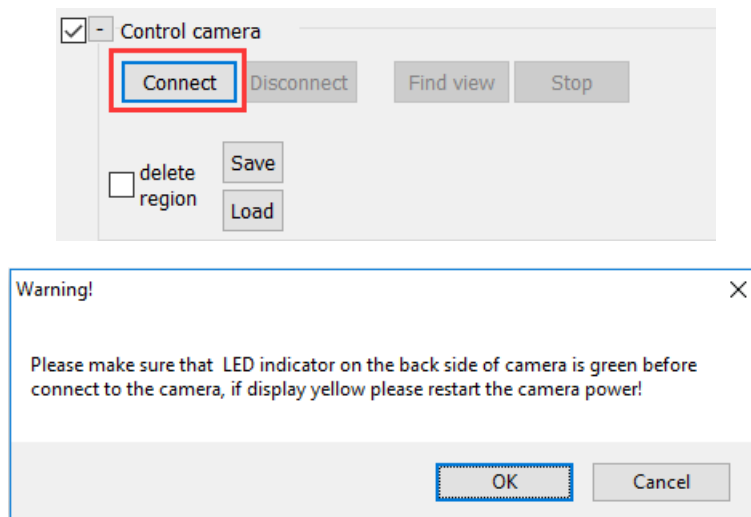 - Control camera
Connect Disconnect Find view Stop
delete region Save
Load
Warning!
Please make sure that  LED indicator on the back side of camera is green before
connect to the camera, if display yellow please restart the camera power!
OK Cancel